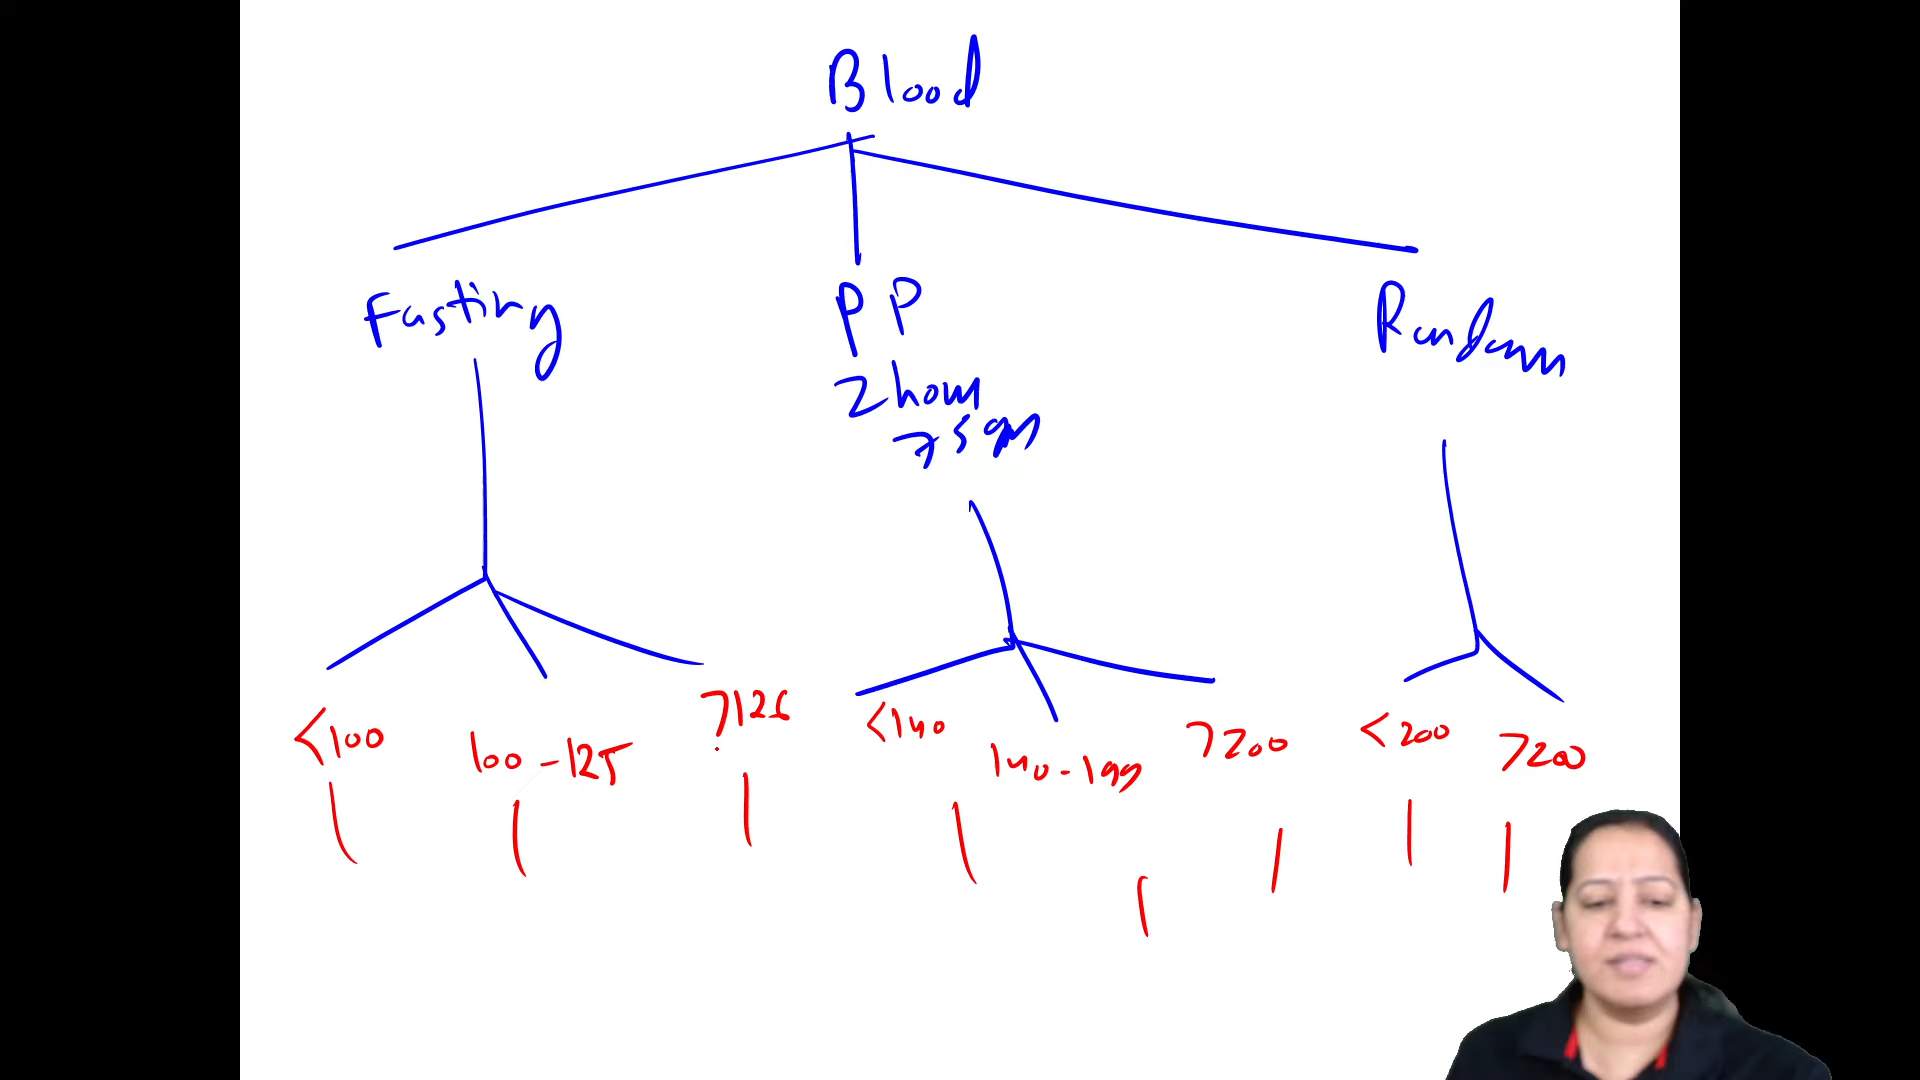 Blood
Fasting
PP
2 hour
75 gm
Random
<100
100-125
>126
<140
140-199
>200
<200
>200